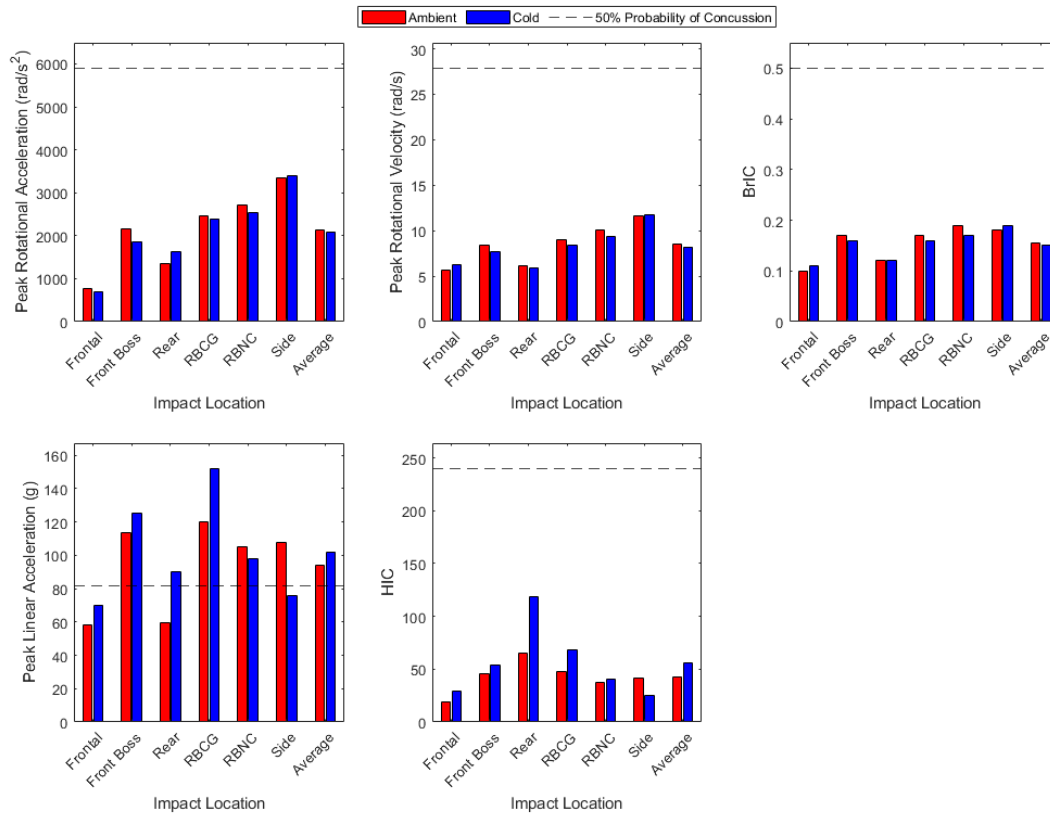 Ambient Cold 50% Probability of Concussion
Peak Rotational Acceleration (rad/s²)
6000
5000
4000
3000
2000
1000
0
Frontal
Front Boss
Rear
RBCG
RBNC
Side
Average
Impact Location
Peak Rotational Velocity (rad/s)
30
25
20
15
10
5
0
Frontal
Front Boss
Rear
RBCG
RBNC
Side
Average
Impact Location
BrIC
0.5
0.4
0.3
0.2
0.1
0
Frontal
Front Boss
Rear
RBCG
RBNC
Side
Average
Impact Location
Peak Linear Acceleration (g)
160
140
120
100
80
60
40
20
0
Frontal
Front Boss
Rear
RBCG
RBNC
Side
Average
Impact Location
HIC
250
200
150
100
50
0
Frontal
Front Boss
Rear
RBCG
RBNC
Side
Average
Impact Location